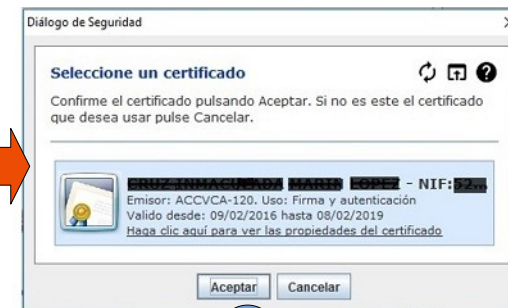 Diálogo de Seguridad
Seleccione un certificado
Confirme el certificado pulsando Aceptar. Si no es este el certificado
que desea usar pulse Cancelar.
- NIF:
Emisor: ACCVCA-120. Uso: Firma y autenticación
Valido desde: 09/02/2016 hasta 08/02/2019
Haga clic aquí para ver las propiedades del certificado
Aceptar
Cancelar